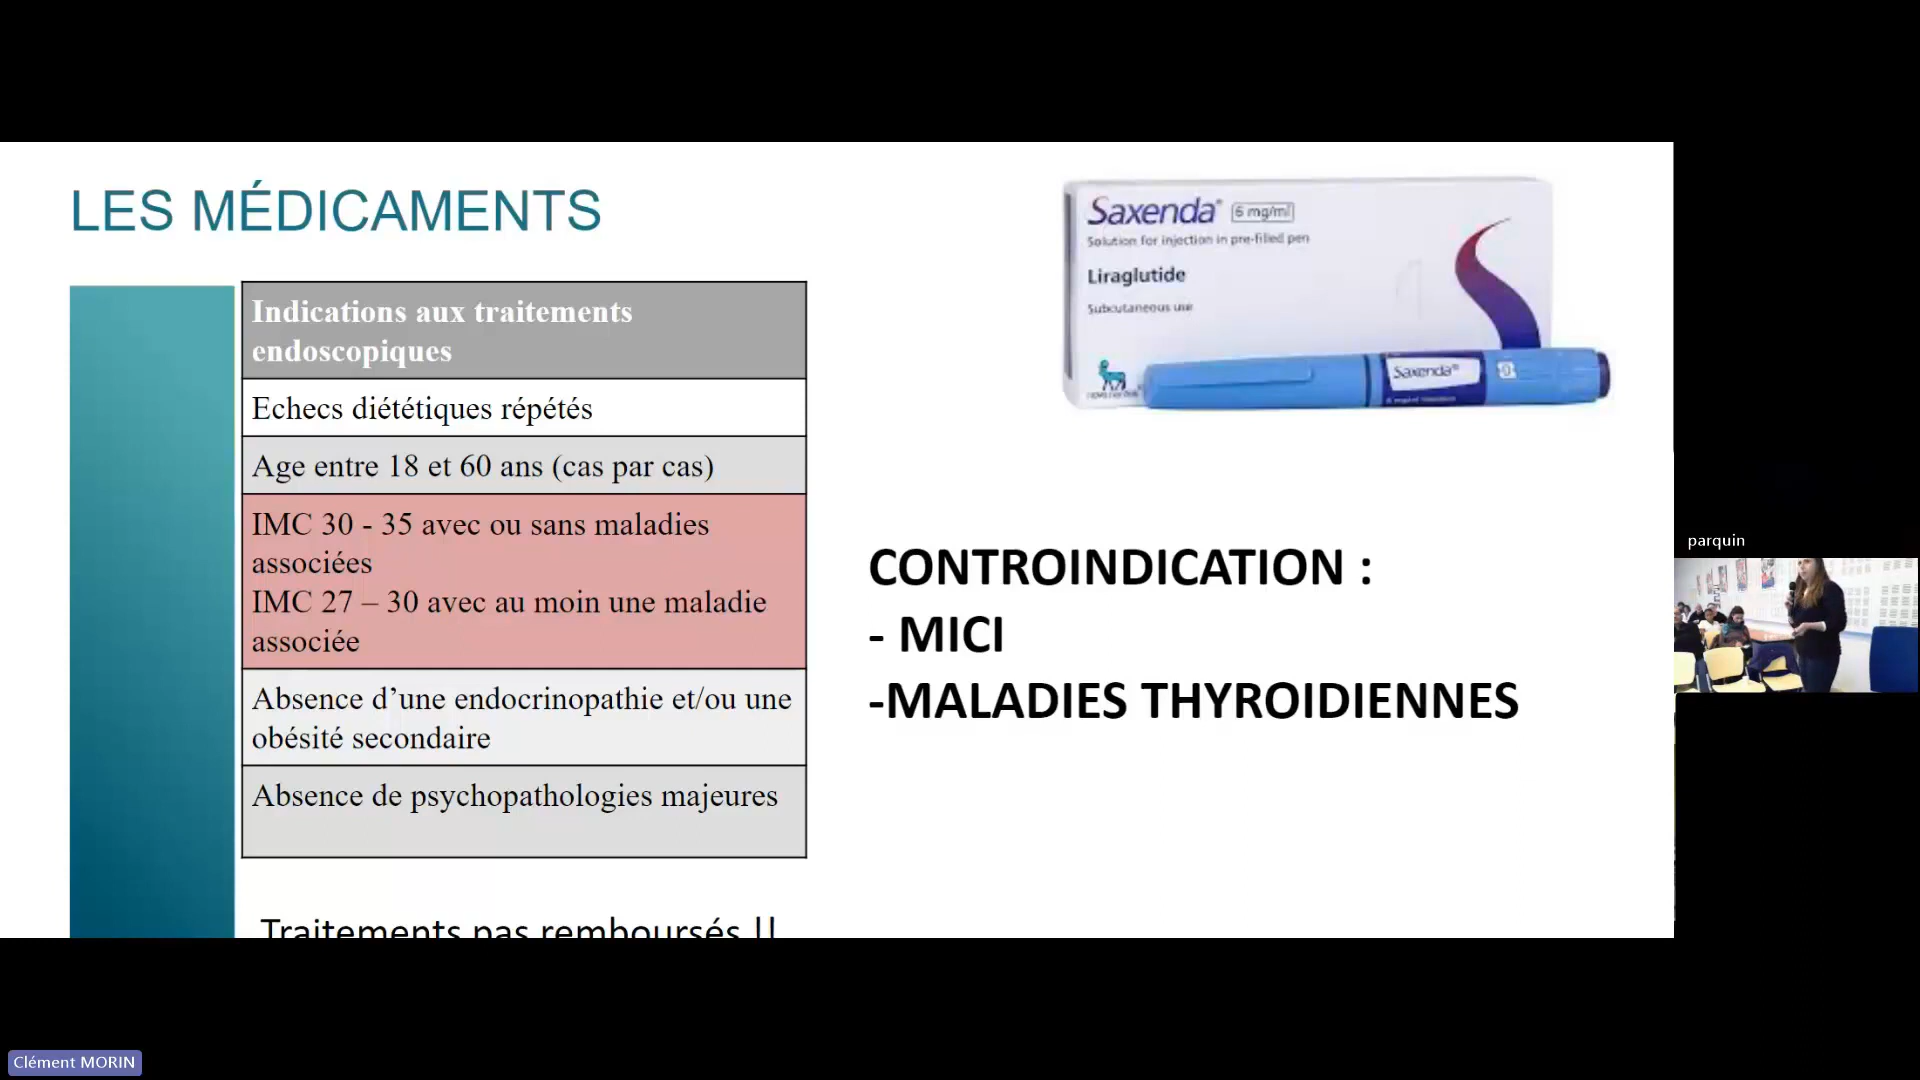 LES MÉDICAMENTS
Saxenda® 6 mg/ml
Solution for injection in pre-filled pen
Liraglutide
Subcutaneous use
Saxenda®
Indications aux traitements
endoscopiques
Echecs diététiques répétés
Age entre 18 et 60 ans (cas par cas)
IMC 30 - 35 avec ou sans maladies
associées
IMC 27 – 30 avec au moin une maladie
associée
Absence d’une endocrinopathie et/ou une
obésité secondaire
Absence de psychopathologies majeures
Traitements pas remboursés !!
CONTROINDICATION :
- MICI
-MALADIES THYROIDIENNES
parquin
Clément MORIN